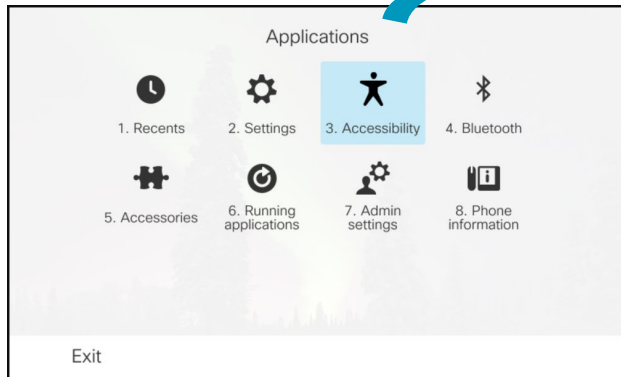 Applications
1. Recents
2. Settings
3. Accessibility
4. Bluetooth
5. Accessories
6. Running
applications
7. Admin
settings
8. Phone
information
Exit